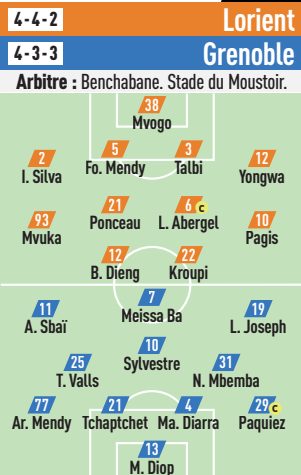 4-4-2 Lorient
4-3-3 Grenoble
Arbitre : Benchabane. Stade du Moustoir.
38
Mvogo
5 3
Fo. Mendy Talbi
2 12
I. Silva Yongwa
21 6 c
Ponceau L. Abergel
93 10
Mvuka Pagis
12 22
B. Dieng Kroupi
7
Meissa Ba
11 19
A. Sbaï L. Joseph
10
Sylvestre
25 31
T. Valls N. Mbemba
77 21 4 29 c
Ar. Mendy Tchaptchet Ma. Diarra Paquiez
13
M. Diop